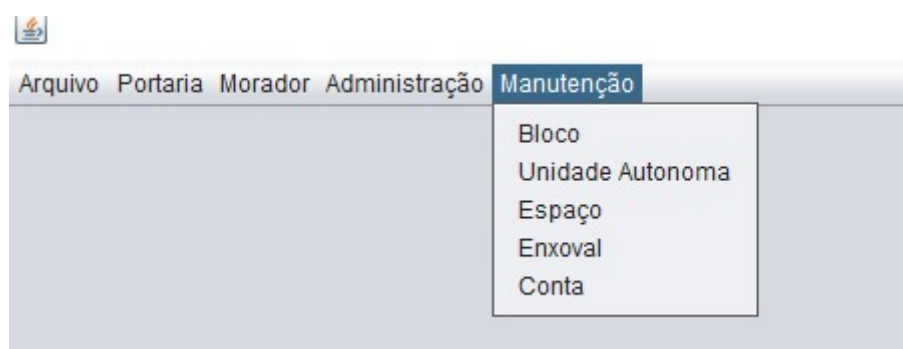 Arquivo Portaria Morador Administração Manutenção
Bloco
Unidade Autonoma
Espaço
Enxoval
Conta